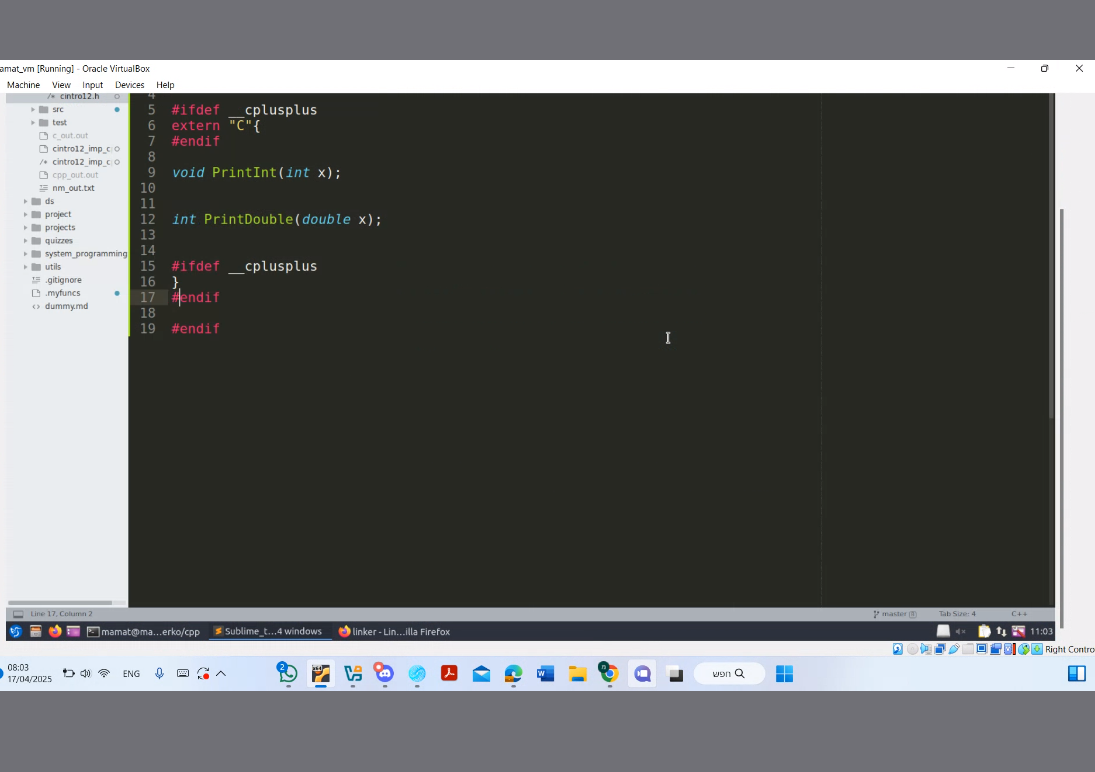 amat_vm [Running] - Oracle VirtualBox
Machine View Input Devices Help
cintro12.h
src
test
c_out.out
cintro12_imp_c
cintro12_imp_c
cpp_out.out
nm_out.txt
ds
project
projects
quizzes
system_programming
utils
.gitignore
.myfuncs
dummy.md
4
5 #ifdef __cplusplus
6 extern "C"{
7 #endif
8
9 void PrintInt(int x);
10
11
12 int PrintDouble(double x);
13
14
15 #ifdef __cplusplus
16 }
17 #endif
18
19 #endif
Line 17, Column 2
master
Tab Size: 4
C++
mamat@ma...erko/cpp
Sublime_t...4 windows
linker - Lin...illa Firefox
11:03
Right Contro
08:03
17/04/2025
ENG
2
חפש